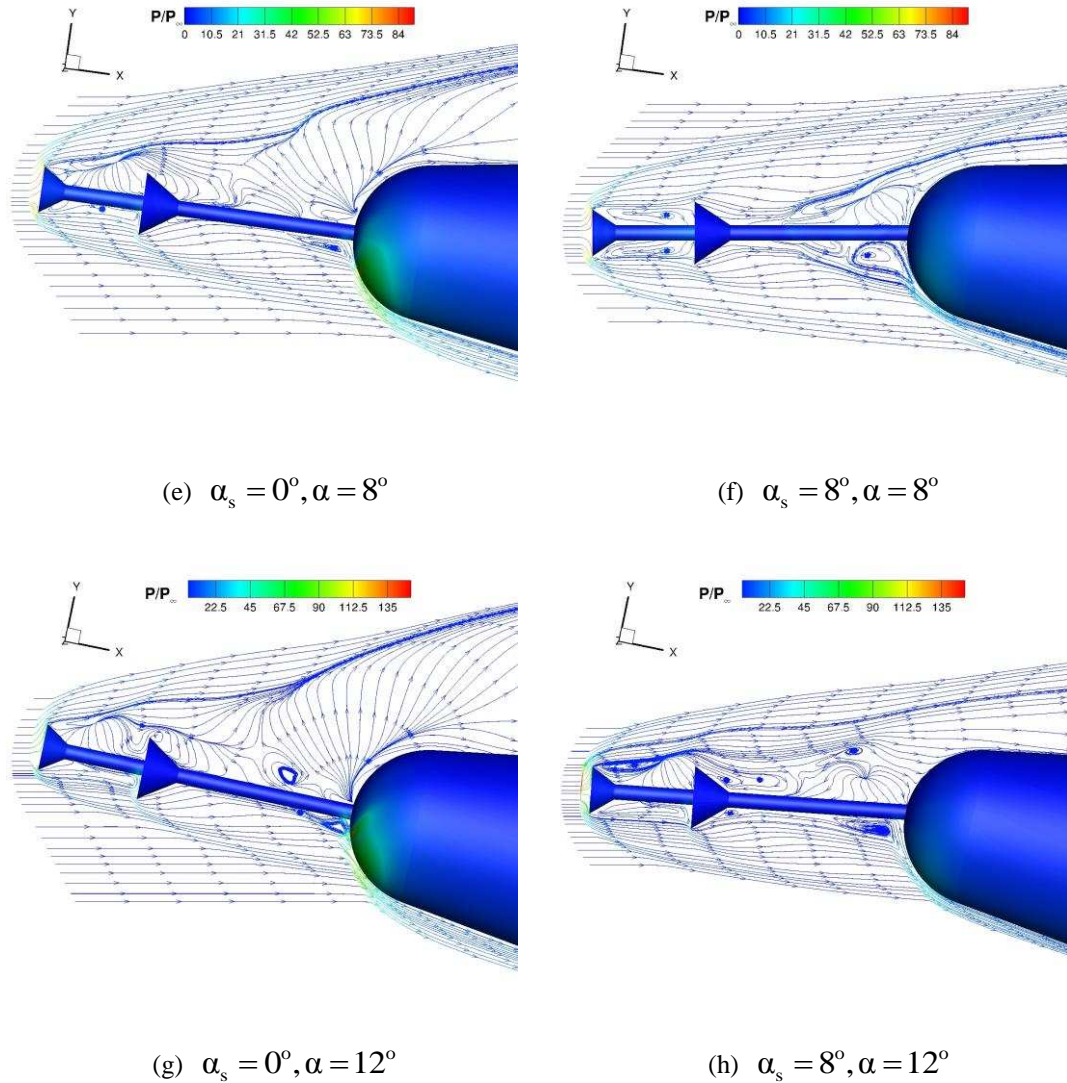 P/P∞
0 10.5 21 31.5 42 52.5 63 73.5 84
Y
Z
X
P/P∞
0 10.5 21 31.5 42 52.5 63 73.5 84
Y
Z
X
(e) αₛ = 0°, α = 8°
(f) αₛ = 8°, α = 8°
P/P∞
22.5 45 67.5 90 112.5 135
Y
Z
X
P/P∞
22.5 45 67.5 90 112.5 135
Y
Z
X
(g) αₛ = 0°, α = 12°
(h) αₛ = 8°, α = 12°